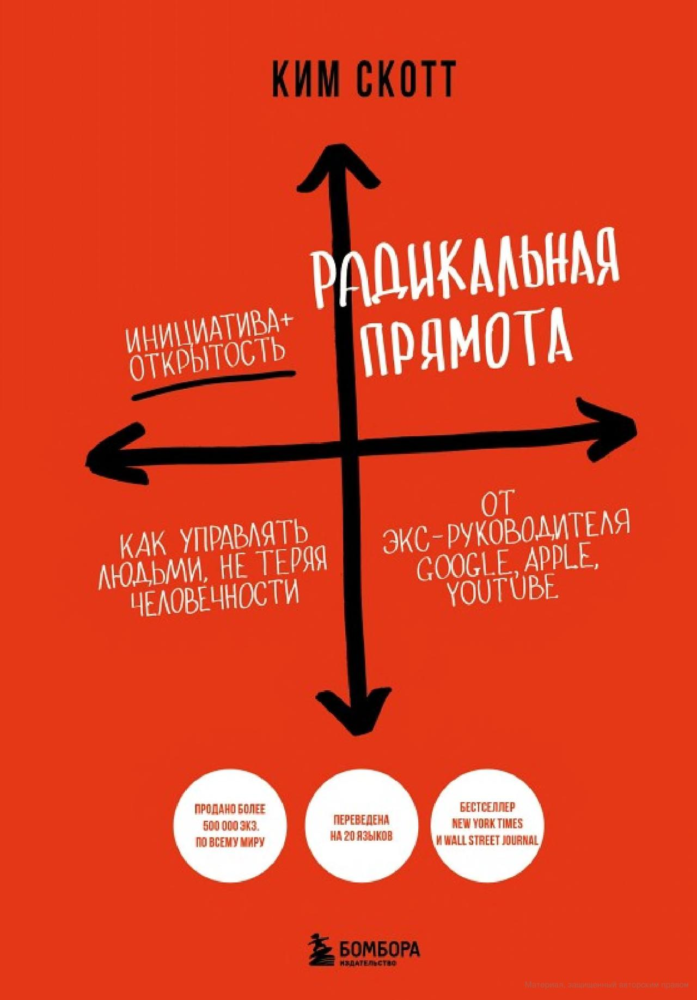 КИМ СКОТТ
РАДИКАЛЬНАЯ
ПРЯМОТА
ИНИЦИАТИВА+
ОТКРЫТОСТЬ
КАК УПРАВЛЯТЬ
ЛЮДЬМИ, НЕ ТЕРЯЯ
ЧЕЛОВЕЧНОСТИ
ОТ
ЭКС-РУКОВОДИТЕЛЯ
GOOGLE, APPLE,
YOUTUBE
ПРОДАНО БОЛЕЕ
500 000 ЭКЗ.
ПО ВСЕМУ МИРУ
ПЕРЕВЕДЕНА
НА 20 ЯЗЫКОВ
БЕСТСЕЛЛЕР
NEW YORK TIMES
И WALL STREET JOURNAL
БОМБОРА
ИЗДАТЕЛЬСТВО
Материал, защищенный авторским правом